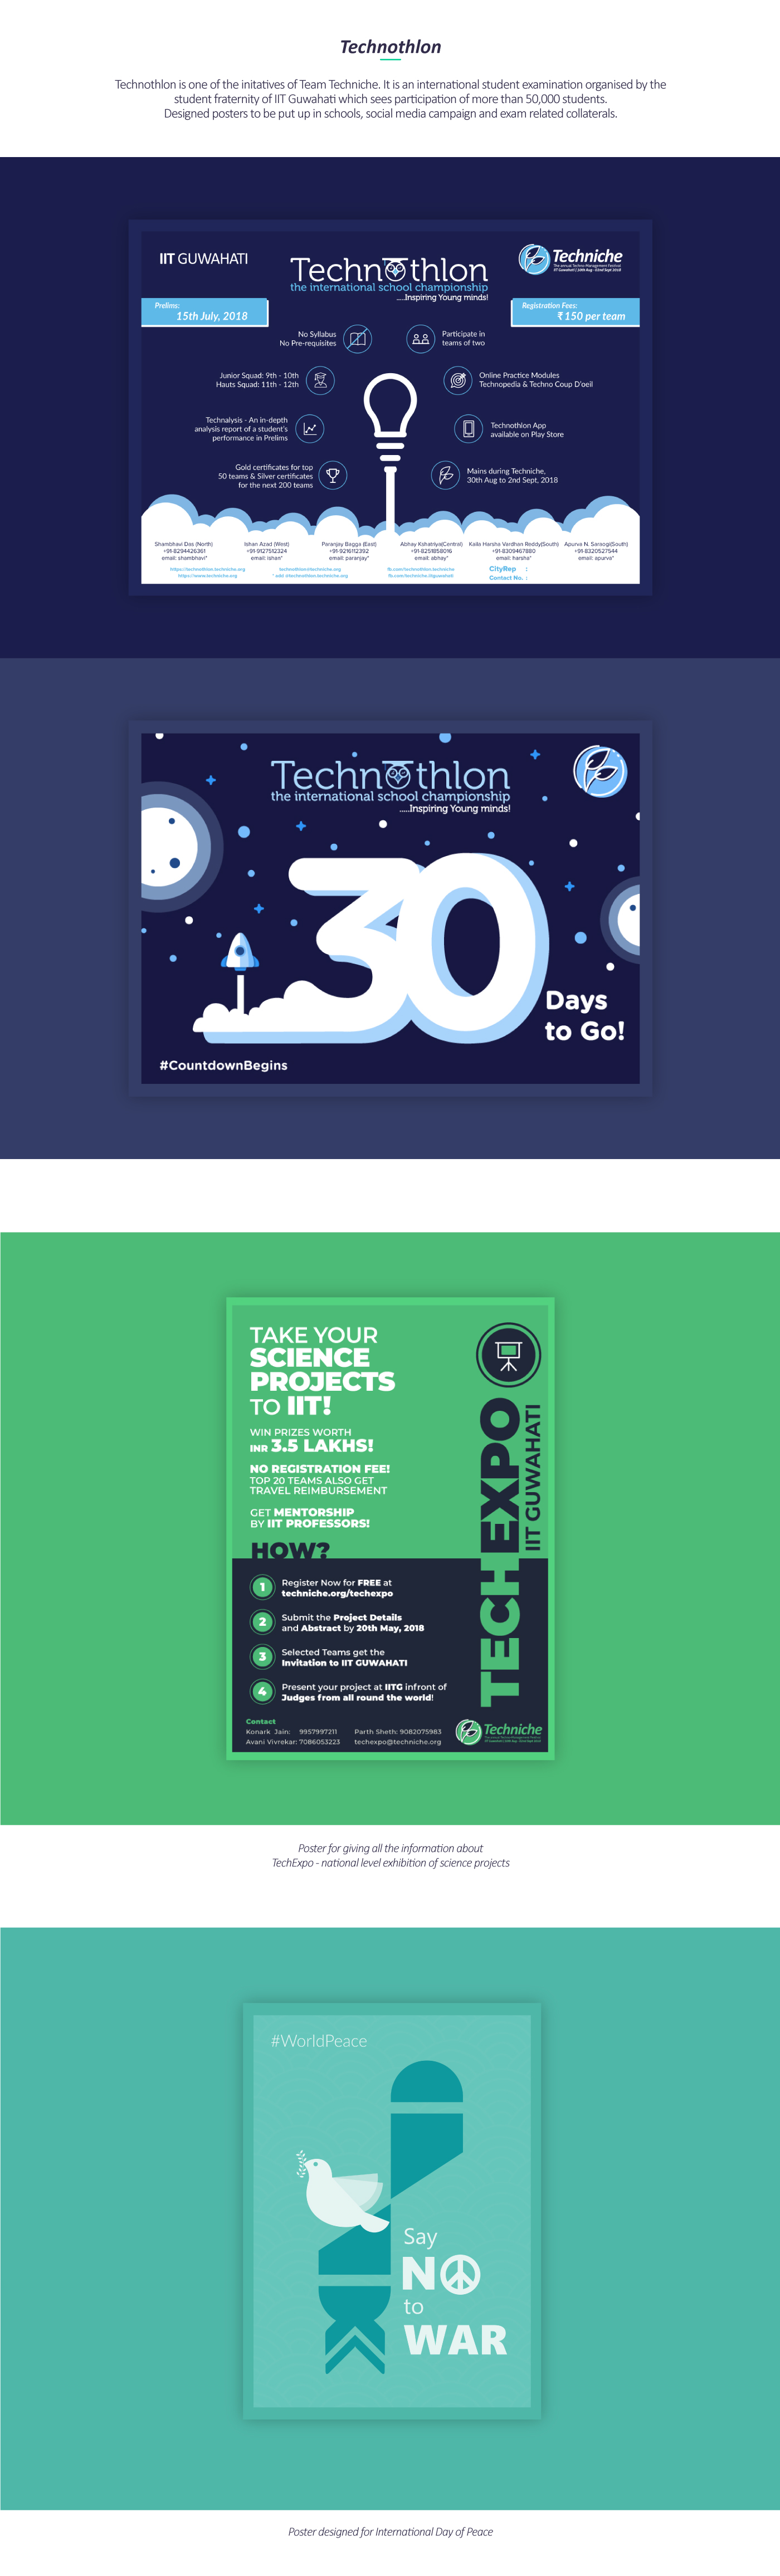 Technothlon
Technothlon is one of the initatives of Team Techniche. It is an international student examination organised by the
student fraternity of IIT Guwahati which sees participation of more than 50,000 students.
Designed posters to be put up in schools, social media campaign and exam related collaterals.
IIT GUWAHATI
Technothlon
the international school championship
.....Inspiring Young minds!
Techniche
Prelims:
15th July, 2018
Registration Fees:
₹ 150 per team
No Syllabus
No Pre-requisites
Participate in
teams of two
Junior Squad: 9th - 10th
Hauts Squad: 11th - 12th
Online Practice Modules
Technopedia & Techno Coup D'oeil
Technalysis - An in-depth
analysis report of a student's
performance in Prelims
Technothlon App
available on Play Store
Gold certificates for top
50 teams & Silver certificates
for the next 200 teams
Mains during Techniche,
30th Aug to 2nd Sept, 2018
Shambhavi Das (North)
+91-8294426361
email: shambhavi*
Ishan Azad (West)
+91-9127512324
email: ishan*
Paranjay Bagga (East)
+91-9216112392
email: paranjay*
Abhay Kshatriya(Central)
+91-8251858016
email: abhay*
Kalla Harsha Vardhan Reddy(South)
+91-8309467880
email: harsha*
Apurva N. Saraogi(South)
+91-8320527544
email: apurva*
https://technothlon.techniche.org
https://www.techniche.org
technothlon@techniche.org
* add @technothlon.techniche.org
fb.com/technothlon.techniche
fb.com/techniche.iitguwahati
CityRep :
Contact No. :
Technothlon
the international school championship
.....Inspiring Young minds!
30
Days
to Go!
#CountdownBegins
TAKE YOUR
SCIENCE
PROJECTS
TO IIT!
WIN PRIZES WORTH
INR 3.5 LAKHS!
NO REGISTRATION FEE!
TOP 20 TEAMS ALSO GET
TRAVEL REIMBURSEMENT
GET MENTORSHIP
BY IIT PROFESSORS!
HOW?
TECHEXPO
IIT GUWAHATI
1 Register Now for FREE at
techniche.org/techexpo
2 Submit the Project Details
and Abstract by 20th May, 2018
3 Selected Teams get the
Invitation to IIT GUWAHATI
4 Present your project at IITG infront of
Judges from all round the world!
Contact
Konark Jain: 9957997211 Parth Sheth: 9082075983
Avani Vivrekar: 7086053223 techexpo@techniche.org
Techniche
Poster for giving all the information about
TechExpo - national level exhibition of science projects
#WorldPeace
Say
NO
to
WAR
Poster designed for International Day of Peace